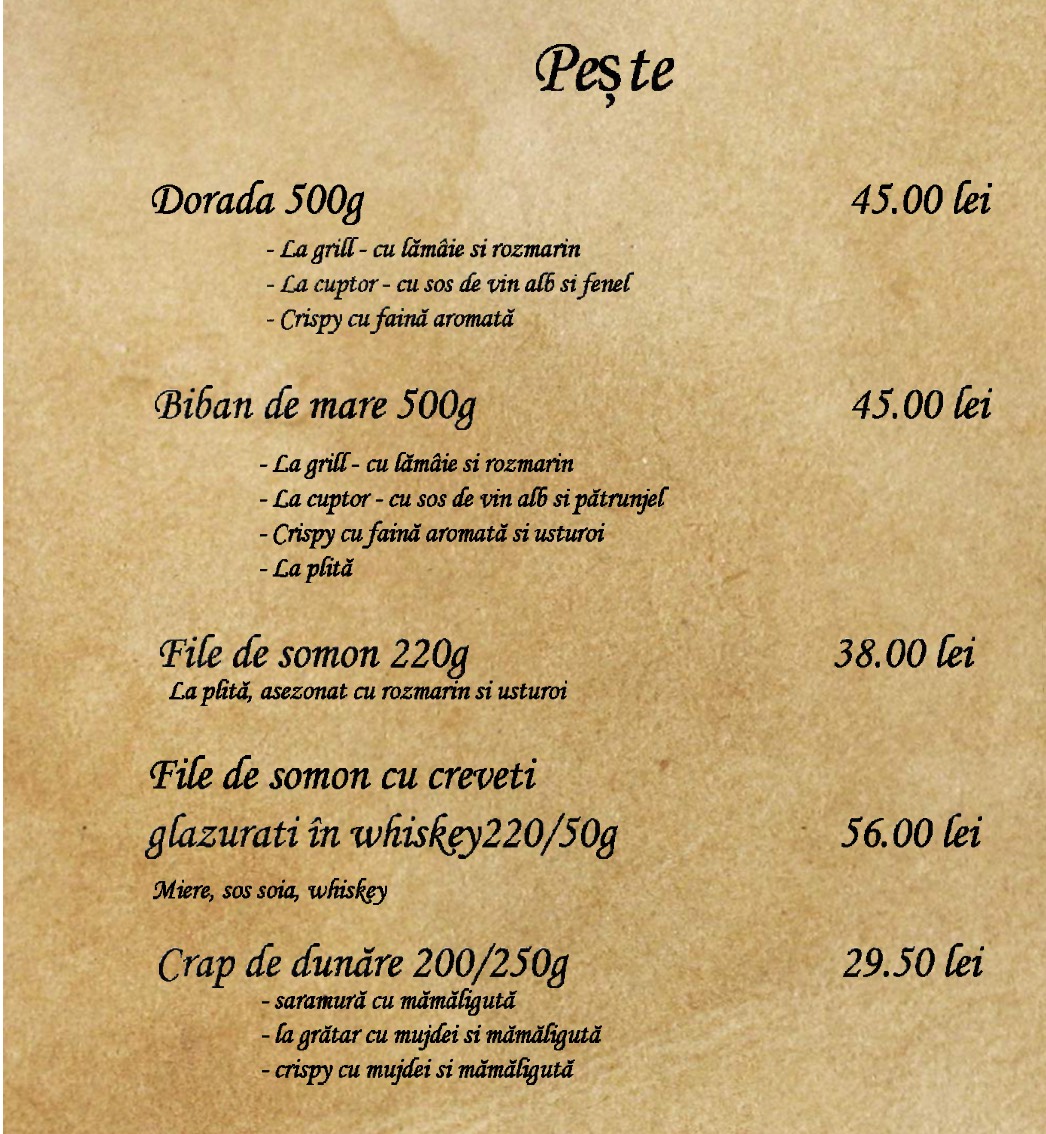 Pește
Dorada 500g 45.00 lei
- La grill - cu lămâie si rozmarin
- La cuptor - cu sos de vin alb si fenel
- Crispy cu faină aromată
Biban de mare 500g 45.00 lei
- La grill - cu lămâie si rozmarin
- La cuptor - cu sos de vin alb si pătrunjel
- Crispy cu faină aromată si usturoi
- La plită
File de somon 220g 38.00 lei
La plită, asezonat cu rozmarin si usturoi
File de somon cu creveti
glazurati în whiskey220/50g 56.00 lei
Miere, sos soia, whiskey
Crap de dunăre 200/250g 29.50 lei
- saramură cu mămăligută
- la grătar cu mujdei si mămăligută
- crispy cu mujdei si mămăligută